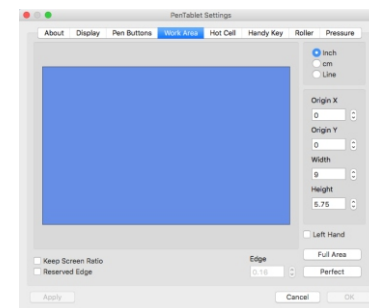 PenTablet Settings
About Display Pen Buttons Work Area Hot Cell Handy Key Roller Pressure
Inch
cm
Line
Origin X
0
Origin Y
0
Width
9
Height
5.75
Left Hand
Keep Screen Ratio
Reserved Edge
Edge
0.16
Full Area
Perfect
Apply
Cancel
OK